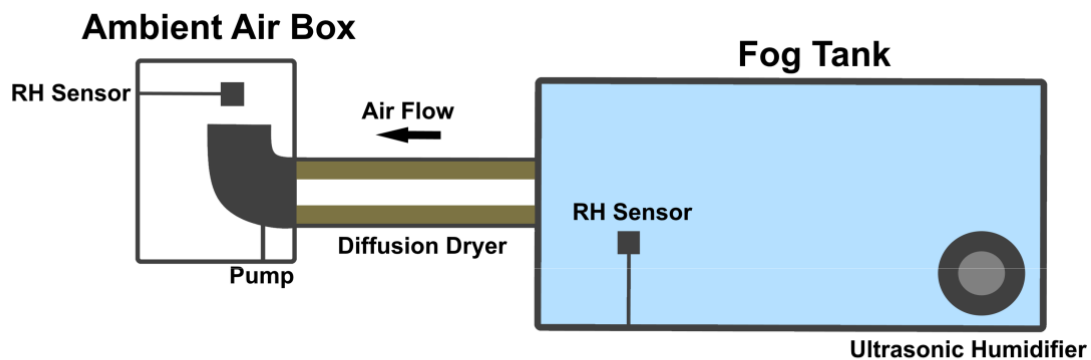 Ambient Air Box
Fog Tank
RH Sensor
Air Flow
RH Sensor
Diffusion Dryer
Pump
Ultrasonic Humidifier